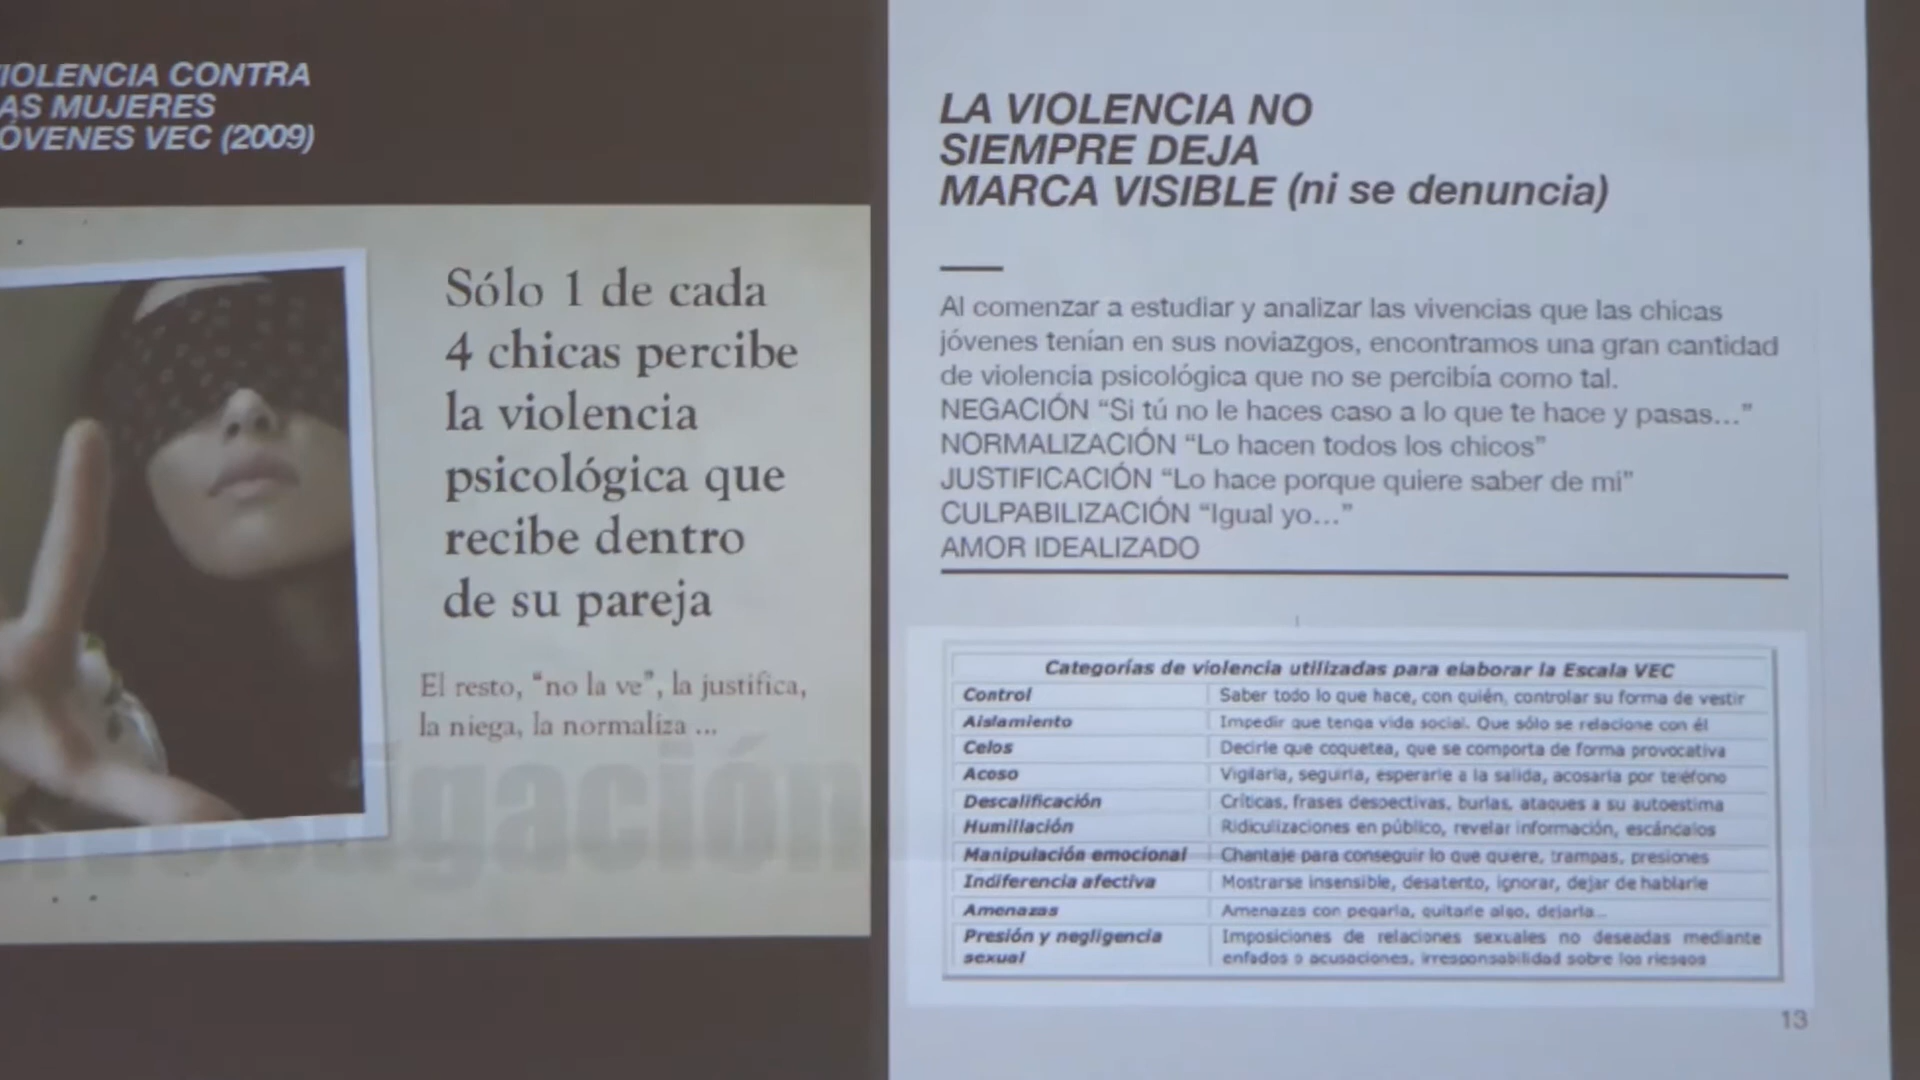 IOLENCIA CONTRA
AS MUJERES
ÓVENES VEC (2009)
Sólo 1 de cada
4 chicas percibe
la violencia
psicológica que
recibe dentro
de su pareja
El resto, “no la ve”, la justifica,
la niega, la normaliza ...
LA VIOLENCIA NO
SIEMPRE DEJA
MARCA VISIBLE (ni se denuncia)
Al comenzar a estudiar y analizar las vivencias que las chicas
jóvenes tenían en sus noviazgos, encontramos una gran cantidad
de violencia psicológica que no se percibía como tal.
NEGACIÓN “Si tú no le haces caso a lo que te hace y pasas...”
NORMALIZACIÓN “Lo hacen todos los chicos”
JUSTIFICACIÓN “Lo hace porque quiere saber de mi”
CULPABILIZACIÓN “Igual yo...”
AMOR IDEALIZADO
Categorías de violencia utilizadas para elaborar la Escala VEC
Control Saber todo lo que hace, con quién, controlar su forma de vestir
Aislamiento Impedir que tenga vida social. Que sólo se relacione con él
Celos Decirle que coquetea, que se comporta de forma provocativa
Acoso Vigilarla, seguirla, esperarle a la salida, acosarla por teléfono
Descalificación Críticas, frases despectivas, burlas, ataques a su autoestima
Humillación Ridiculizaciones en público, revelar información, escándalos
Manipulación emocional Chantaje para conseguir lo que quiere, trampas, presiones
Indiferencia afectiva Mostrarse insensible, desatento, ignorar, dejar de hablarle
Amenazas Amenazas con pegarla, quitarle algo, dejarla...
Presión y negligencia Imposiciones de relaciones sexuales no deseadas mediante
sexual enfados o acusaciones, irresponsabilidad sobre los riesgos
13